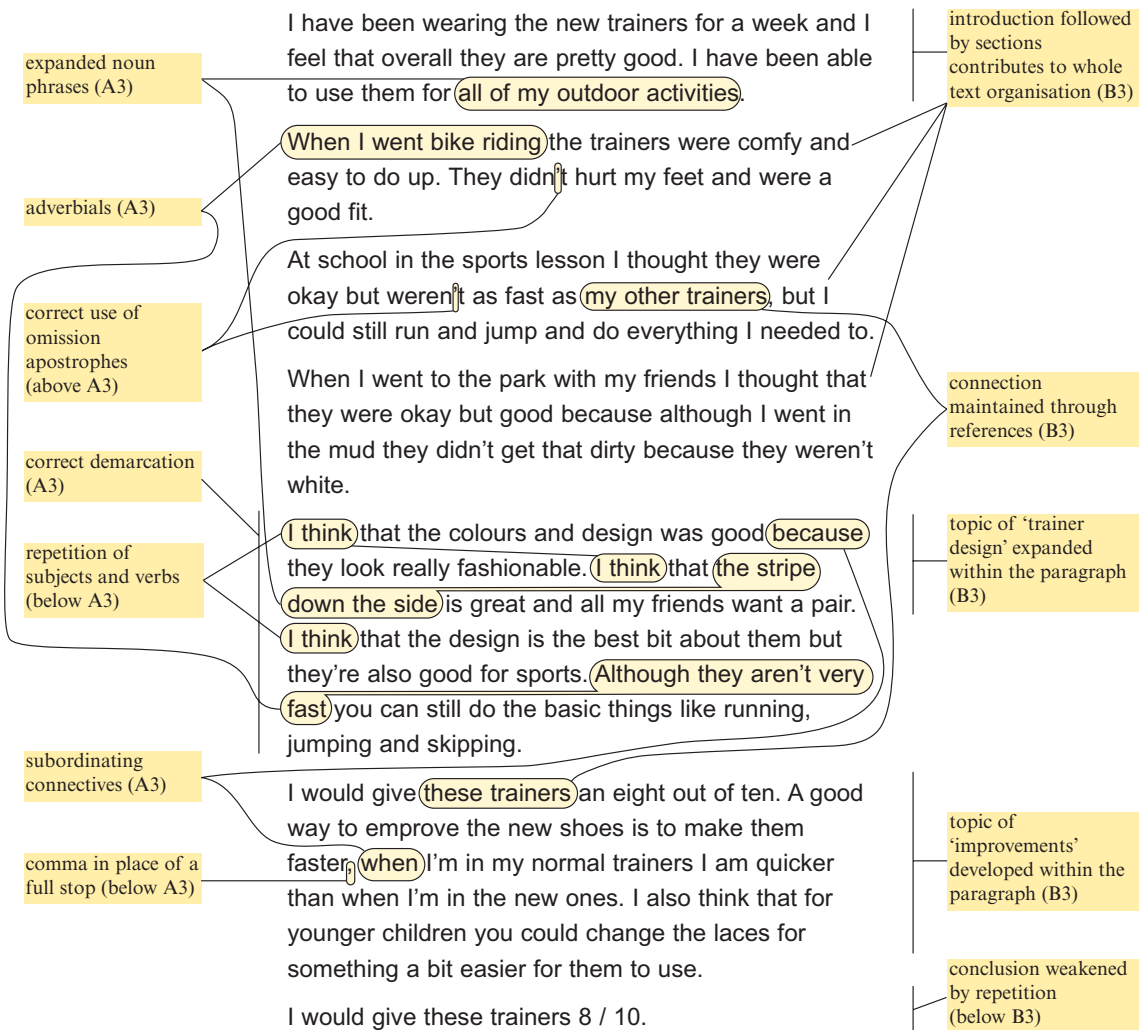 expanded noun
phrases (A3)
adverbials (A3)
correct use of
omission
apostrophes
(above A3)
correct demarcation
(A3)
repetition of
subjects and verbs
(below A3)
subordinating
connectives (A3)
comma in place of a
full stop (below A3)
I have been wearing the new trainers for a week and I
feel that overall they are pretty good. I have been able
to use them for all of my outdoor activities.
When I went bike riding the trainers were comfy and
easy to do up. They didn't hurt my feet and were a
good fit.
At school in the sports lesson I thought they were
okay but weren't as fast as my other trainers, but I
could still run and jump and do everything I needed to.
When I went to the park with my friends I thought that
they were okay but good because although I went in
the mud they didn't get that dirty because they weren't
white.
I think that the colours and design was good because
they look really fashionable. I think that the stripe
down the side is great and all my friends want a pair.
I think that the design is the best bit about them but
they're also good for sports. Although they aren't very
fast you can still do the basic things like running,
jumping and skipping.
I would give these trainers an eight out of ten. A good
way to emprove the new shoes is to make them
faster, when I'm in my normal trainers I am quicker
than when I'm in the new ones. I also think that for
younger children you could change the laces for
something a bit easier for them to use.
I would give these trainers 8 / 10.
introduction followed
by sections
contributes to whole
text organisation (B3)
connection
maintained through
references (B3)
topic of ‘trainer
design’ expanded
within the paragraph
(B3)
topic of
‘improvements’
developed within the
paragraph (B3)
conclusion weakened
by repetition
(below B3)